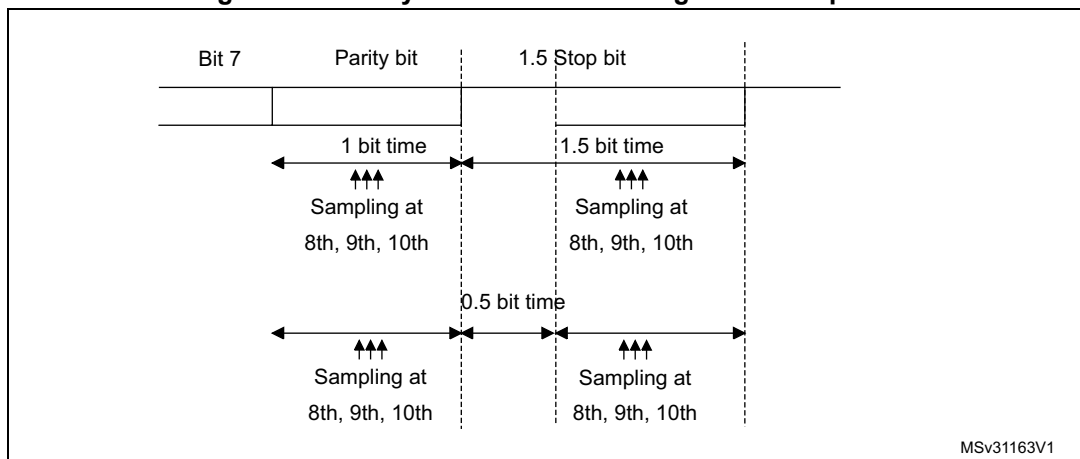 Bit 7 Parity bit 1.5 Stop bit
1 bit time 1.5 bit time
Sampling at Sampling at
8th, 9th, 10th 8th, 9th, 10th
0.5 bit time
Sampling at Sampling at
8th, 9th, 10th 8th, 9th, 10th
MSv31163V1